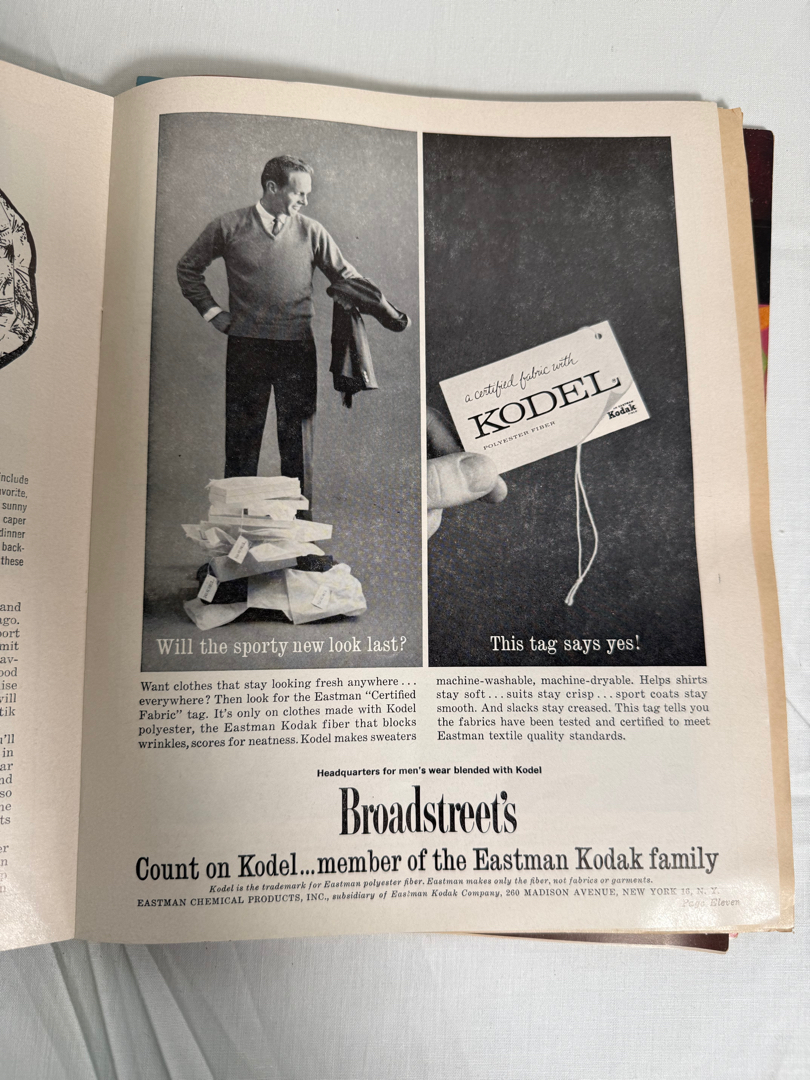 include
vorite.
sunny
caper
dinner
back-
these
and
ago.
port
mit
av-
ood
ise
will
tik
u'll
in
ar
nd
so
ne
ts
er
n
p
n
a certified fabric with
KODEL
POLYESTER FIBER
Kodak
Will the sporty new look last?
This tag says yes!
Want clothes that stay looking fresh anywhere...
everywhere? Then look for the Eastman “Certified
Fabric” tag. It's only on clothes made with Kodel
polyester, the Eastman Kodak fiber that blocks
wrinkles, scores for neatness. Kodel makes sweaters
machine-washable, machine-dryable. Helps shirts
stay soft...suits stay crisp...sport coats stay
smooth. And slacks stay creased. This tag tells you
the fabrics have been tested and certified to meet
Eastman textile quality standards.
Headquarters for men's wear blended with Kodel
Broadstreet's
Count on Kodel...member of the Eastman Kodak family
Kodel is the trademark for Eastman polyester fiber. Eastman makes only the fiber, not fabrics or garments.
EASTMAN CHEMICAL PRODUCTS, INC., subsidiary of Eastman Kodak Company, 260 MADISON AVENUE, NEW YORK 16, N. Y.
Page Eleven